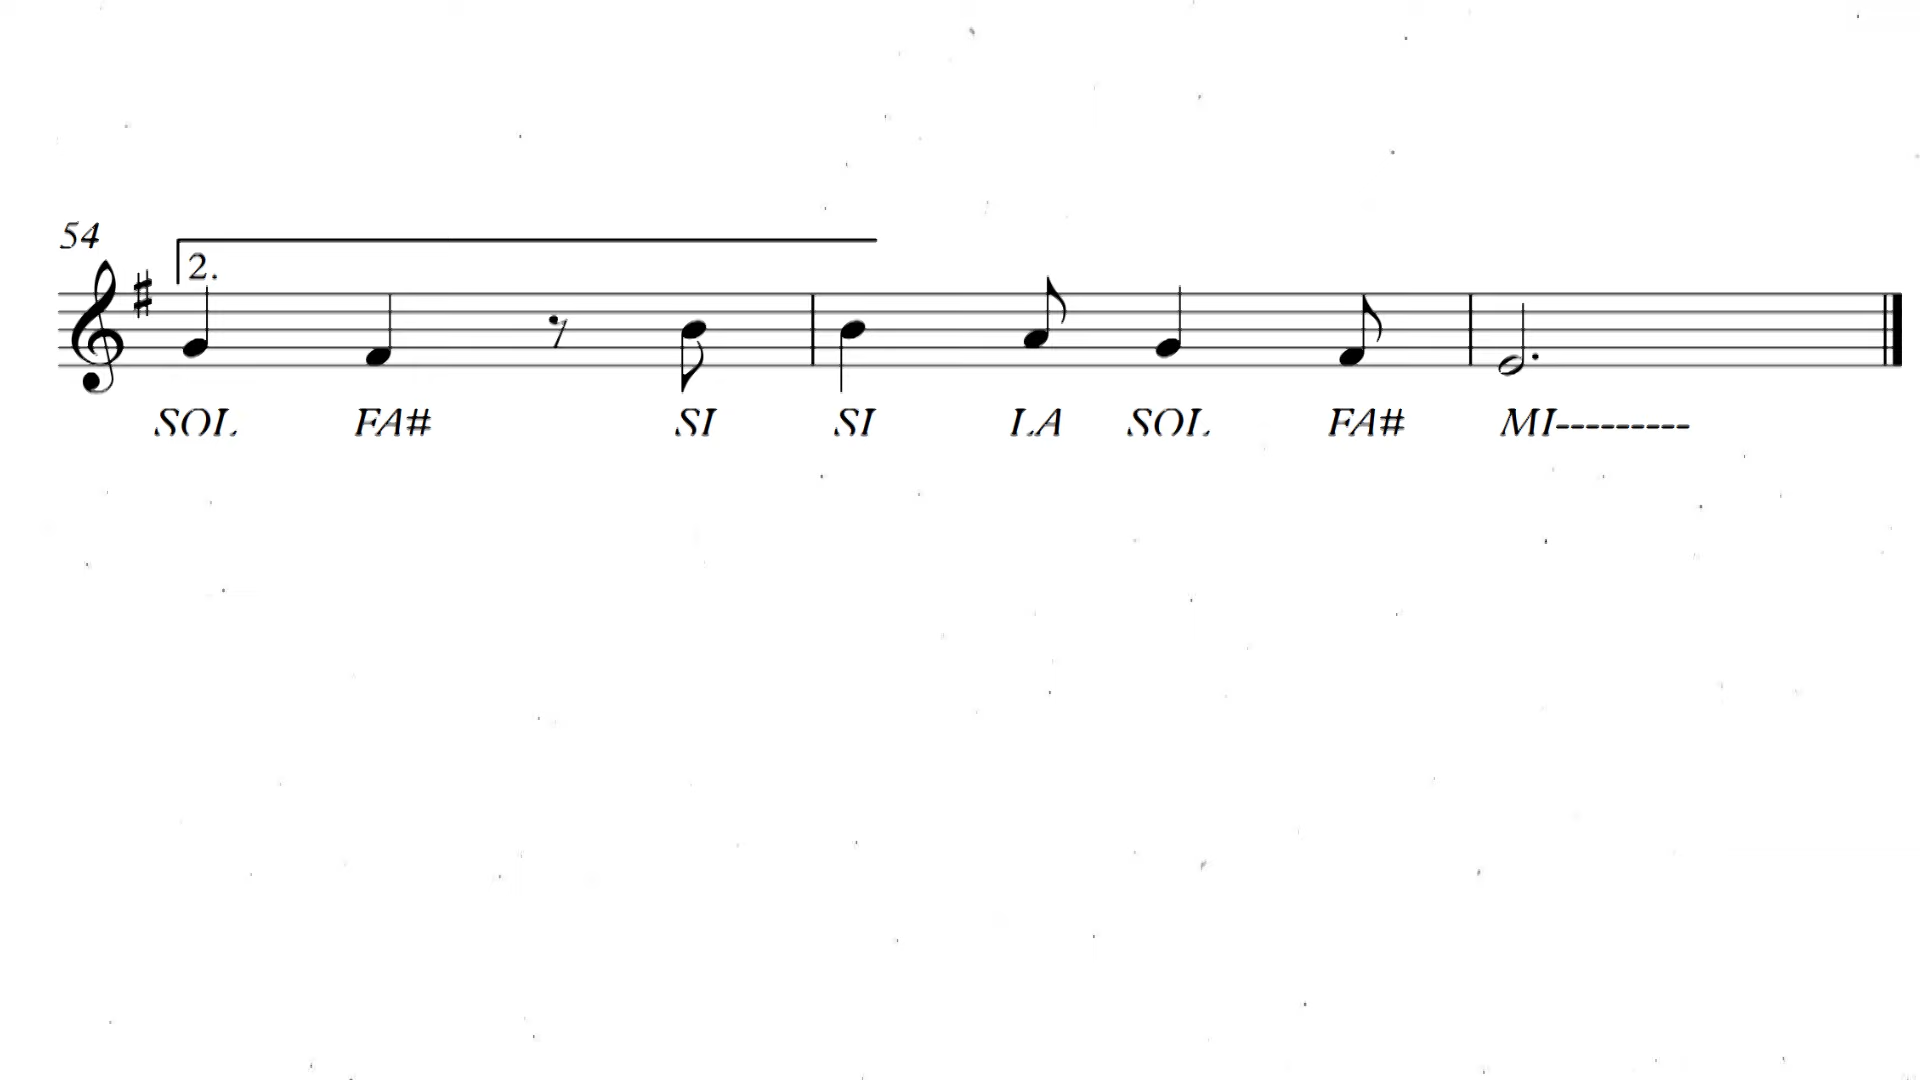 54
2.
SOL FA# SI SI LA SOL FA# MI---------